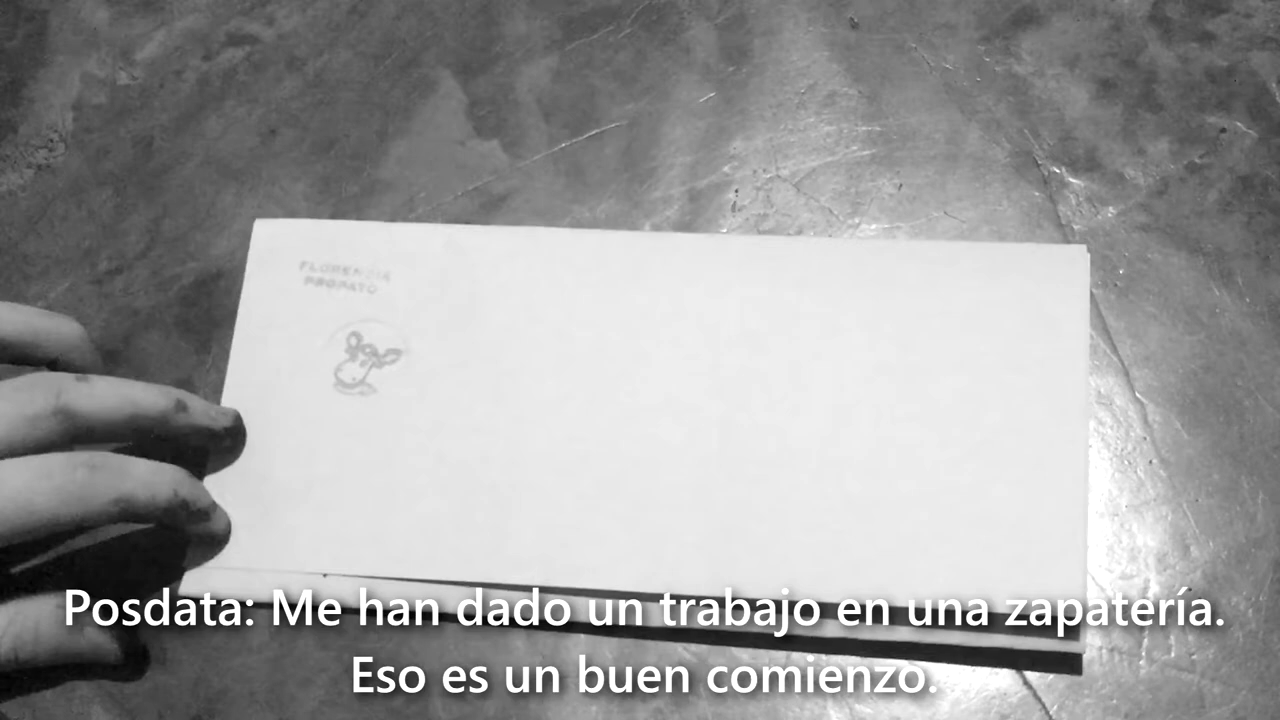 FLORENCIA
PROPATO
Posdata: Me han dado un trabajo en una zapatería.
Eso es un buen comienzo.